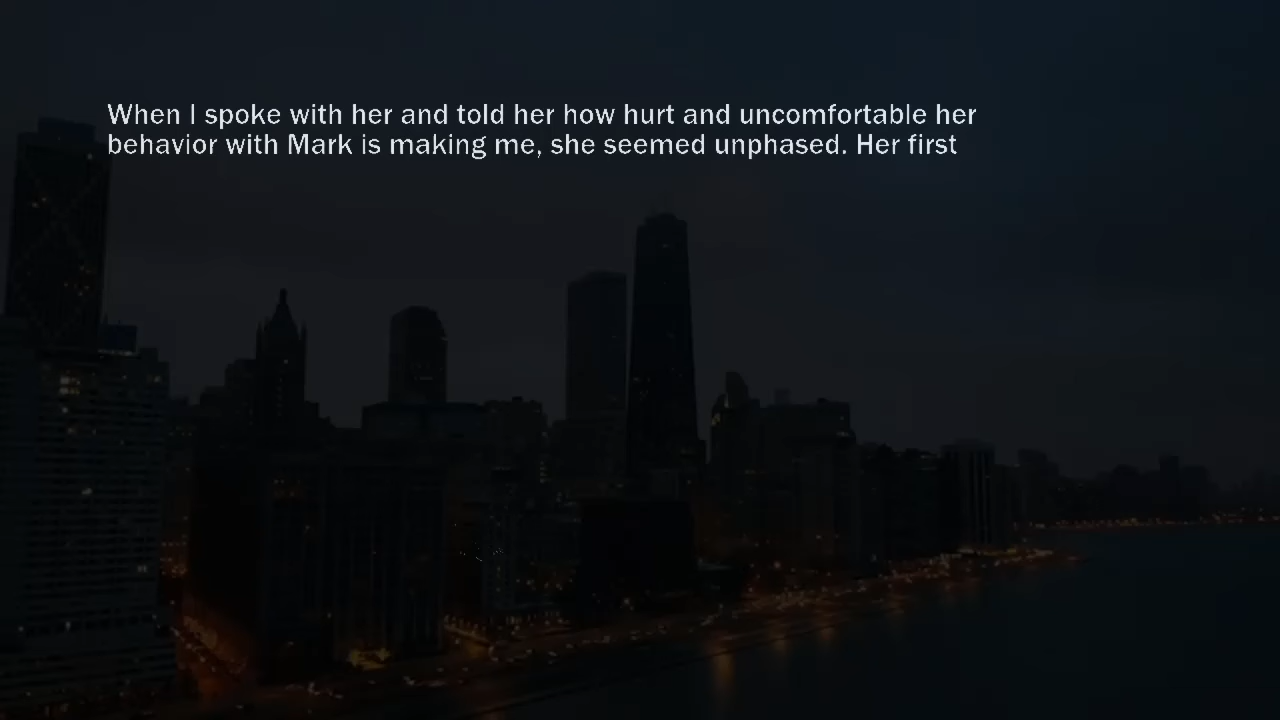 When I spoke with her and told her how hurt and uncomfortable her
behavior with Mark is making me, she seemed unphased. Her first